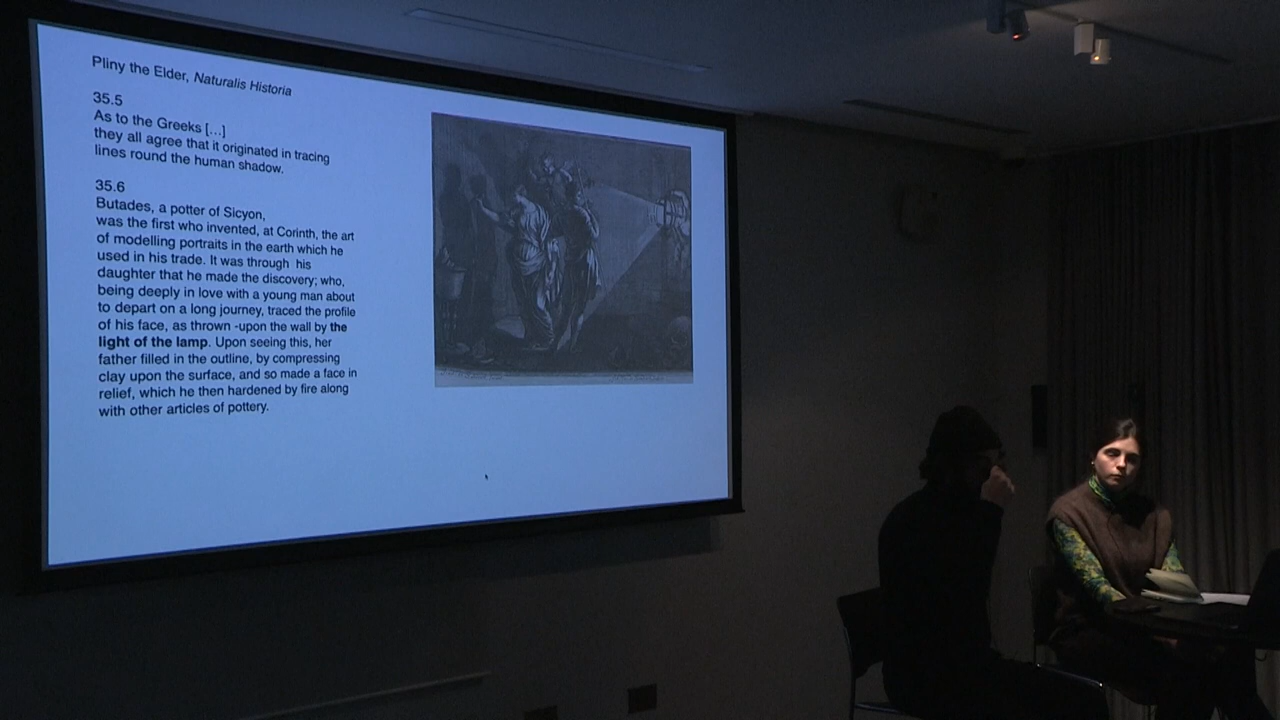 Pliny the Elder, Naturalis Historia
35.5
As to the Greeks [...]
they all agree that it originated in tracing
lines round the human shadow.
35.6
Butades, a potter of Sicyon,
was the first who invented, at Corinth, the art
of modelling portraits in the earth which he
used in his trade. It was through his
daughter that he made the discovery; who,
being deeply in love with a young man about
to depart on a long journey, traced the profile
of his face, as thrown -upon the wall by the
light of the lamp. Upon seeing this, her
father filled in the outline, by compressing
clay upon the surface, and so made a face in
relief, which he then hardened by fire along
with other articles of pottery.